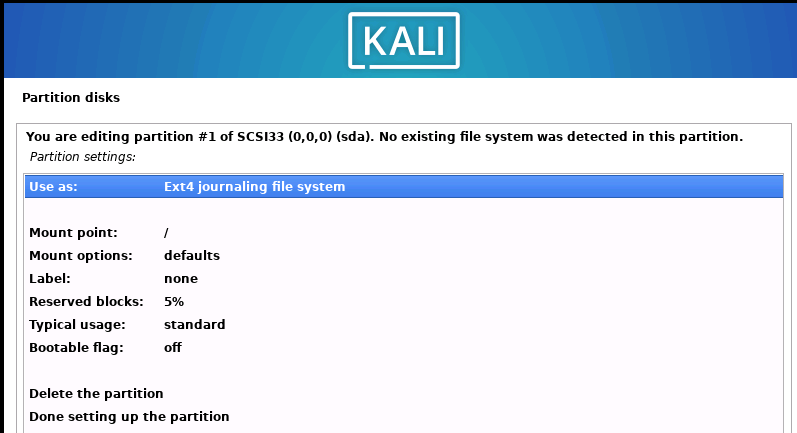 KALI
Partition disks
You are editing partition #1 of SCSI33 (0,0,0) (sda). No existing file system was detected in this partition.
Partition settings:
Use as: Ext4 journaling file system
Mount point: /
Mount options: defaults
Label: none
Reserved blocks: 5%
Typical usage: standard
Bootable flag: off
Delete the partition
Done setting up the partition